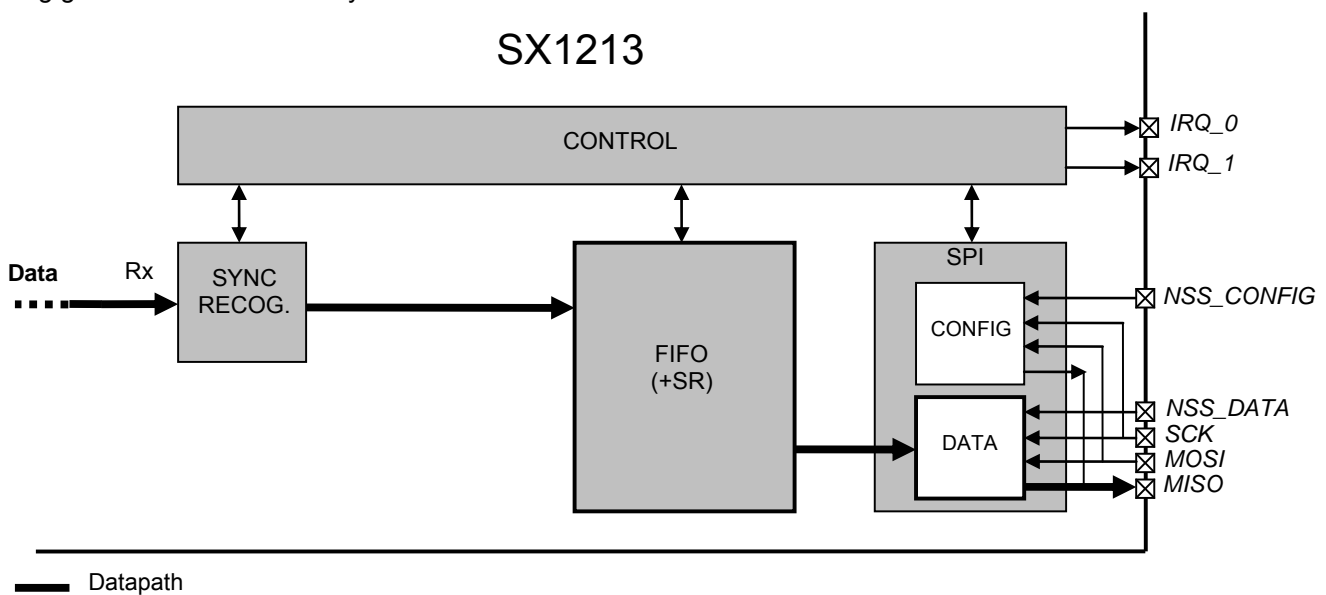 SX1213
CONTROL
IRQ_0
IRQ_1
Data
Rx
SYNC
RECOG.
FIFO
(+SR)
SPI
CONFIG
DATA
NSS_CONFIG
NSS_DATA
SCK
MOSI
MISO
Datapath